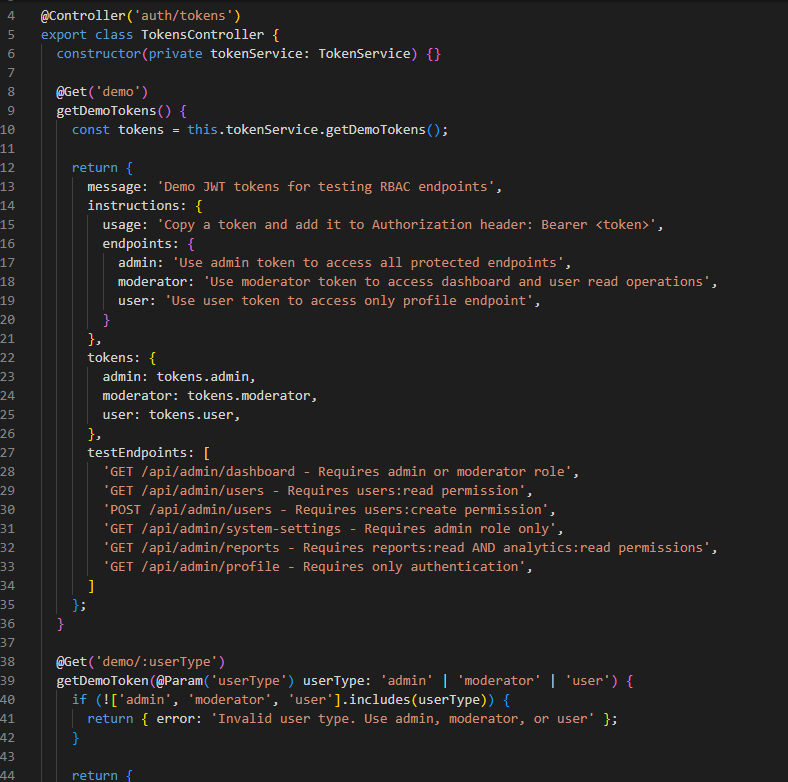 4 @Controller('auth/tokens')
5 export class TokensController {
6 constructor(private tokenService: TokenService) {}
7
8 @Get('demo')
9 getDemoTokens() {
10 const tokens = this.tokenService.getDemoTokens();
11
12 return {
13 message: 'Demo JWT tokens for testing RBAC endpoints',
14 instructions: {
15 usage: 'Copy a token and add it to Authorization header: Bearer <token>',
16 endpoints: {
17 admin: 'Use admin token to access all protected endpoints',
18 moderator: 'Use moderator token to access dashboard and user read operations',
19 user: 'Use user token to access only profile endpoint',
20 }
21 },
22 tokens: {
23 admin: tokens.admin,
24 moderator: tokens.moderator,
25 user: tokens.user,
26 },
27 testEndpoints: [
28 'GET /api/admin/dashboard - Requires admin or moderator role',
29 'GET /api/admin/users - Requires users:read permission',
30 'POST /api/admin/users - Requires users:create permission',
31 'GET /api/admin/system-settings - Requires admin role only',
32 'GET /api/admin/reports - Requires reports:read AND analytics:read permissions',
33 'GET /api/admin/profile - Requires only authentication',
34 ]
35 };
36 }
37
38 @Get('demo/:userType')
39 getDemoToken(@Param('userType') userType: 'admin' | 'moderator' | 'user') {
40 if (!['admin', 'moderator', 'user'].includes(userType)) {
41 return { error: 'Invalid user type. Use admin, moderator, or user' };
42 }
43
44 return {